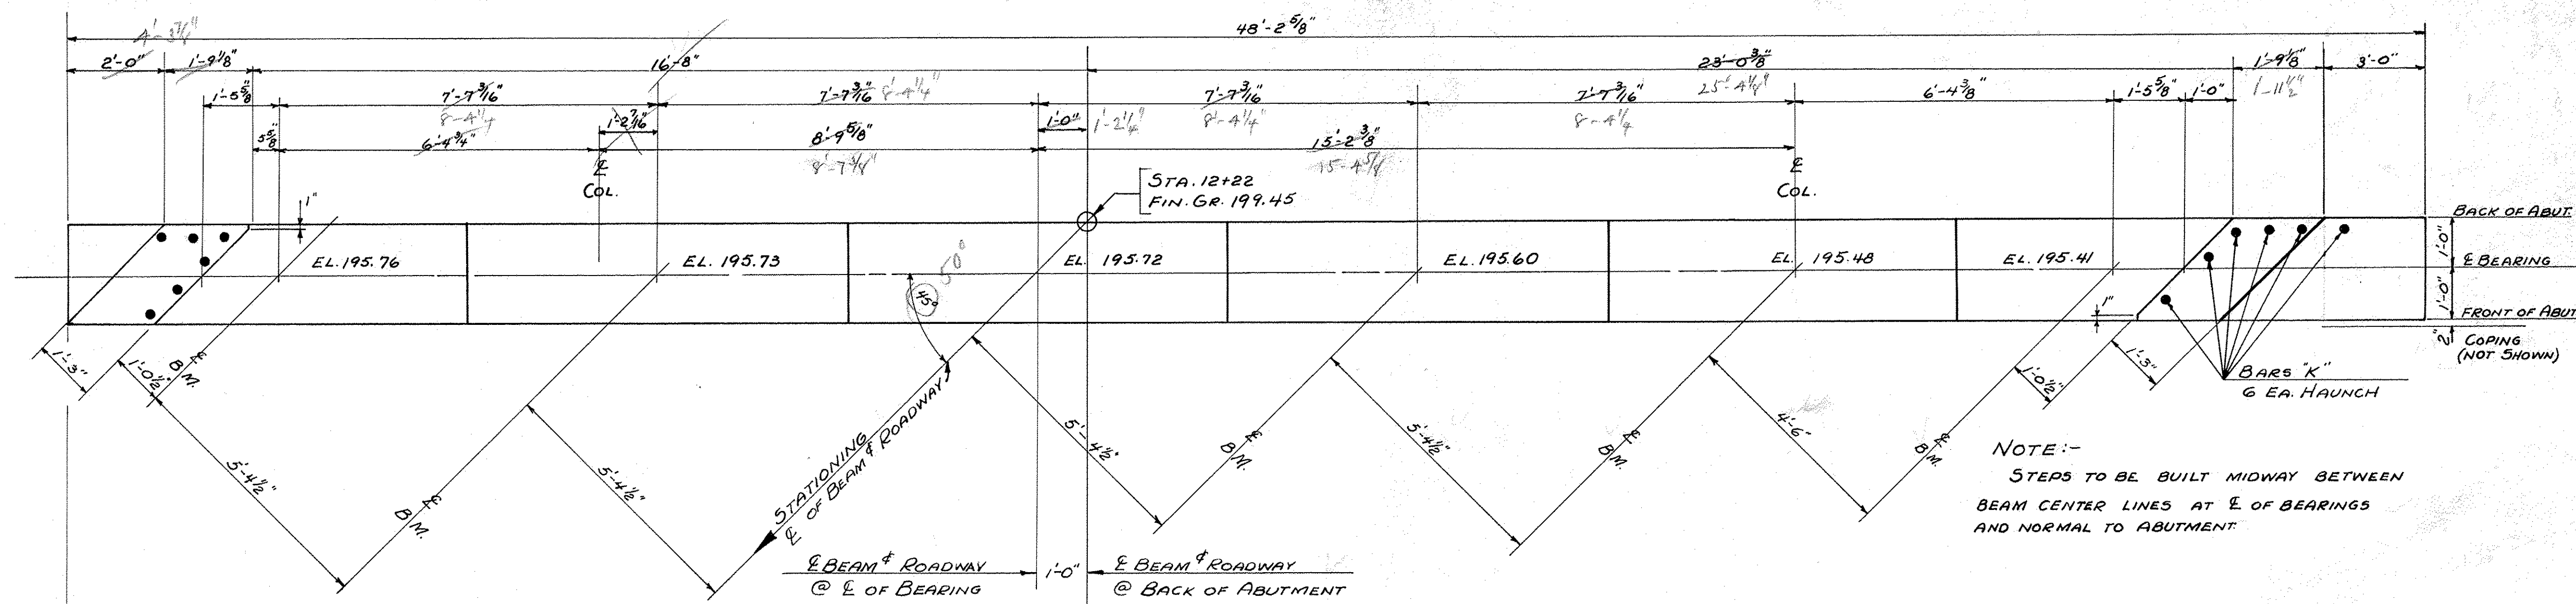 48'-2 5/8"
4'-3 7/8"
2'-0" 1'-9 1/8" 16'-8" 23'-0 3/8" 1'-9 1/8" 3'-0"
25'-4 1/4" 1'-11 1/2"
1'-5 5/8" 7'-7 3/16" 7'-7 3/16" 8'-4 1/4" 7'-7 3/16" 7'-7 3/16" 6'-4 3/8" 1'-5 5/8" 1'-0"
8'-4 1/4 8'-4 1/4" 8'-4 1/4
1'-2 7/16" 1'-0" 1'-2 1/4"
5 5/8" 6'-4 3/4" 8'-9 5/8" 15'-2 3/8"
℄
COL.
℄
COL.
STA. 12+22
FIN. GR. 199.45
1"
BACK OF ABUT.
EL. 195.76 EL. 195.73 EL. 195.72 EL. 195.60 EL. 195.48 EL. 195.41
1'-0"
℄ BEARING
1'-0"
45° 50°
1"
FRONT OF ABUT
2"
COPING
(NOT SHOWN)
1'-3" 1'-0 1/2" ℄ BM.
1'-0 1/2" 1'-3"
BARS "K"
6 EA. HAUNCH
5'-4 1/2" ℄ BM. 5'-4 1/2"
STATIONING
℄ OF BEAM & ROADWAY
5'-4 1/2" ℄ BM. 5'-4 1/2" ℄ BM. 4'-6" ℄ BM.
NOTE:-
STEPS TO BE BUILT MIDWAY BETWEEN
BEAM CENTER LINES AT ℄ OF BEARINGS
AND NORMAL TO ABUTMENT.
℄ BEAM & ROADWAY
@ ℄ OF BEARING
1'-0"
℄ BEAM & ROADWAY
@ BACK OF ABUTMENT